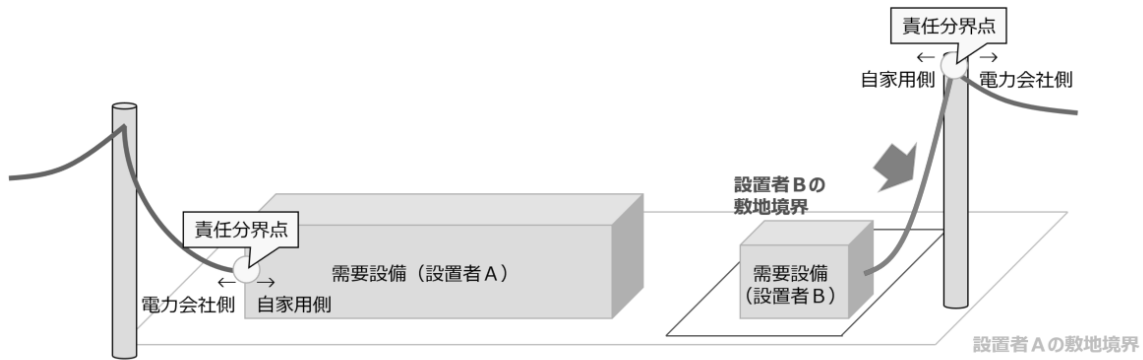 責任分界点
← →
自家用側 電力会社側
設置者Ｂの
敷地境界
責任分界点
需要設備（設置者Ａ）
需要設備
（設置者Ｂ）
← →
電力会社側 自家用側
設置者Ａの敷地境界